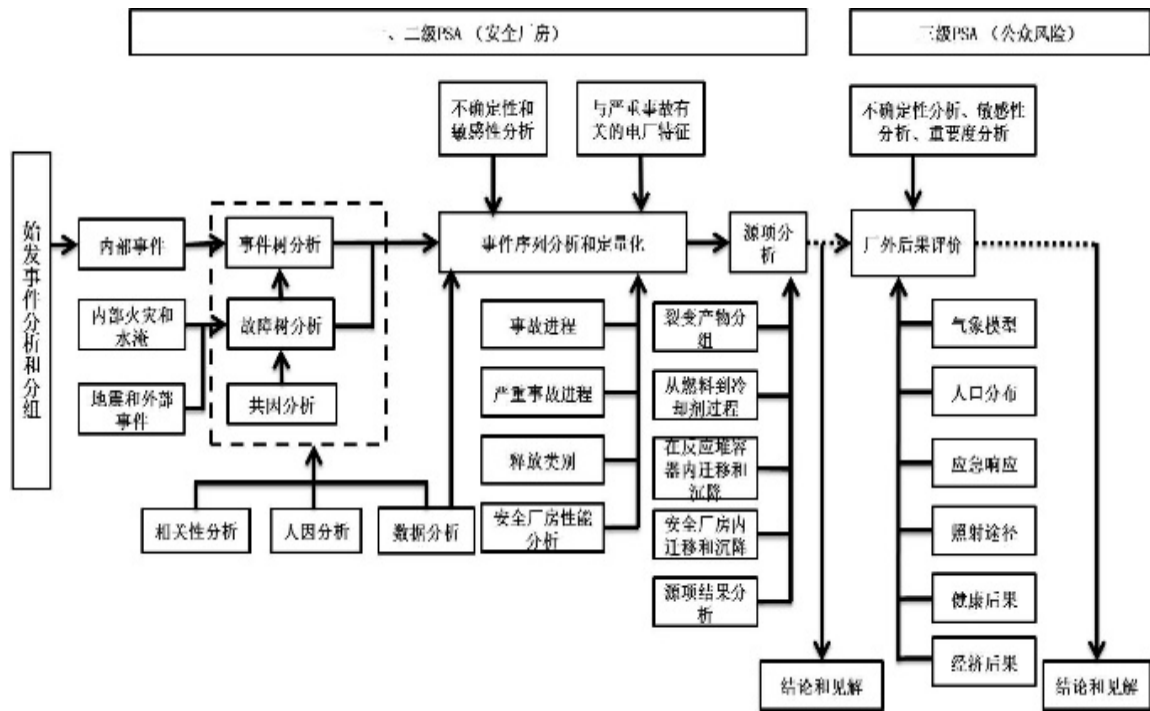 一、二级PSA （安全厂房）
三级PSA （公众风险）
不确定性和
敏感性分析
与严重事故有
关的电厂特征
不确定性分析、敏感性
分析、重要度分析
始发事件分析和分组
内部事件
事件树分析
事件序列分析和定量化
源项分
析
厂外后果评价
内部火灾和
水淹
故障树分析
地震和外部
事件
共因分析
相关性分析
人因分析
数据分析
事故进程
严重事故进程
释放类别
安全厂房性能
分析
裂变产物分
组
从燃料到冷
却剂过程
在反应堆容
器内迁移和
沉降
安全厂房内
迁移和沉降
源项结果分
析
气象模型
人口分布
应急响应
照射途径
健康后果
经济后果
结论和见解
结论和见解